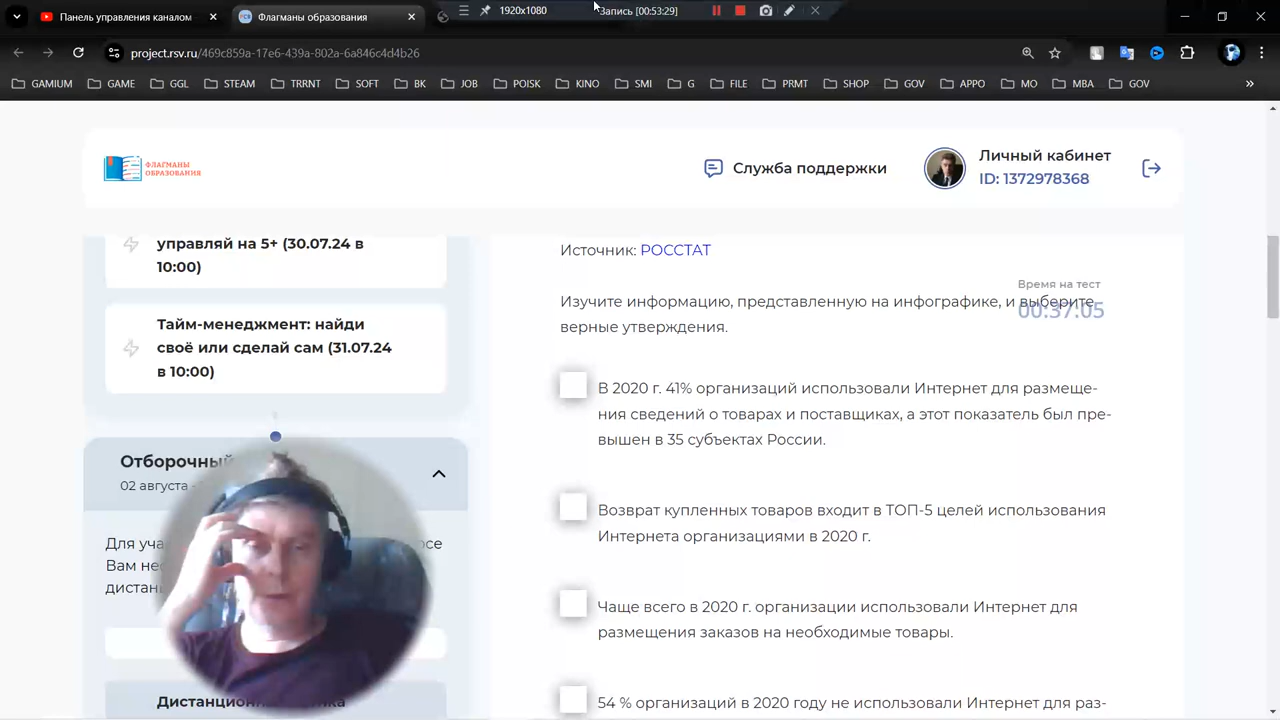 Панель управления каналом
Флагманы образования
1920x1080
Запись [00:53:29]
project.rsv.ru/469c859a-17e6-439a-802a-6a846c4d4b26
GAMIUM
GAME
GGL
STEAM
TRRNT
SOFT
BK
JOB
POISK
KINO
SMI
G
FILE
PRMT
SHOP
GOV
APPO
MO
MBA
GOV
ФЛАГМАНЫ
ОБРАЗОВАНИЯ
Служба поддержки
Личный кабинет
ID: 1372978368
управляй на 5+ (30.07.24 в
10:00)
Тайм-менеджмент: найди
своё или сделай сам (31.07.24
в 10:00)
Отборочный
02 августа -
Для уча
Вам
дистан
Источник: РОССТАТ
Время на тест
00:37:05
Изучите информацию, представленную на инфографике, и выберите
верные утверждения.
В 2020 г. 41% организаций использовали Интернет для размеще-
ния сведений о товарах и поставщиках, а этот показатель был пре-
вышен в 35 субъектах России.
Возврат купленных товаров входит в ТОП-5 целей использования
Интернета организациями в 2020 г.
Чаще всего в 2020 г. организации использовали Интернет для
размещения заказов на необходимые товары.
54 % организаций в 2020 году не использовали Интернет для раз-